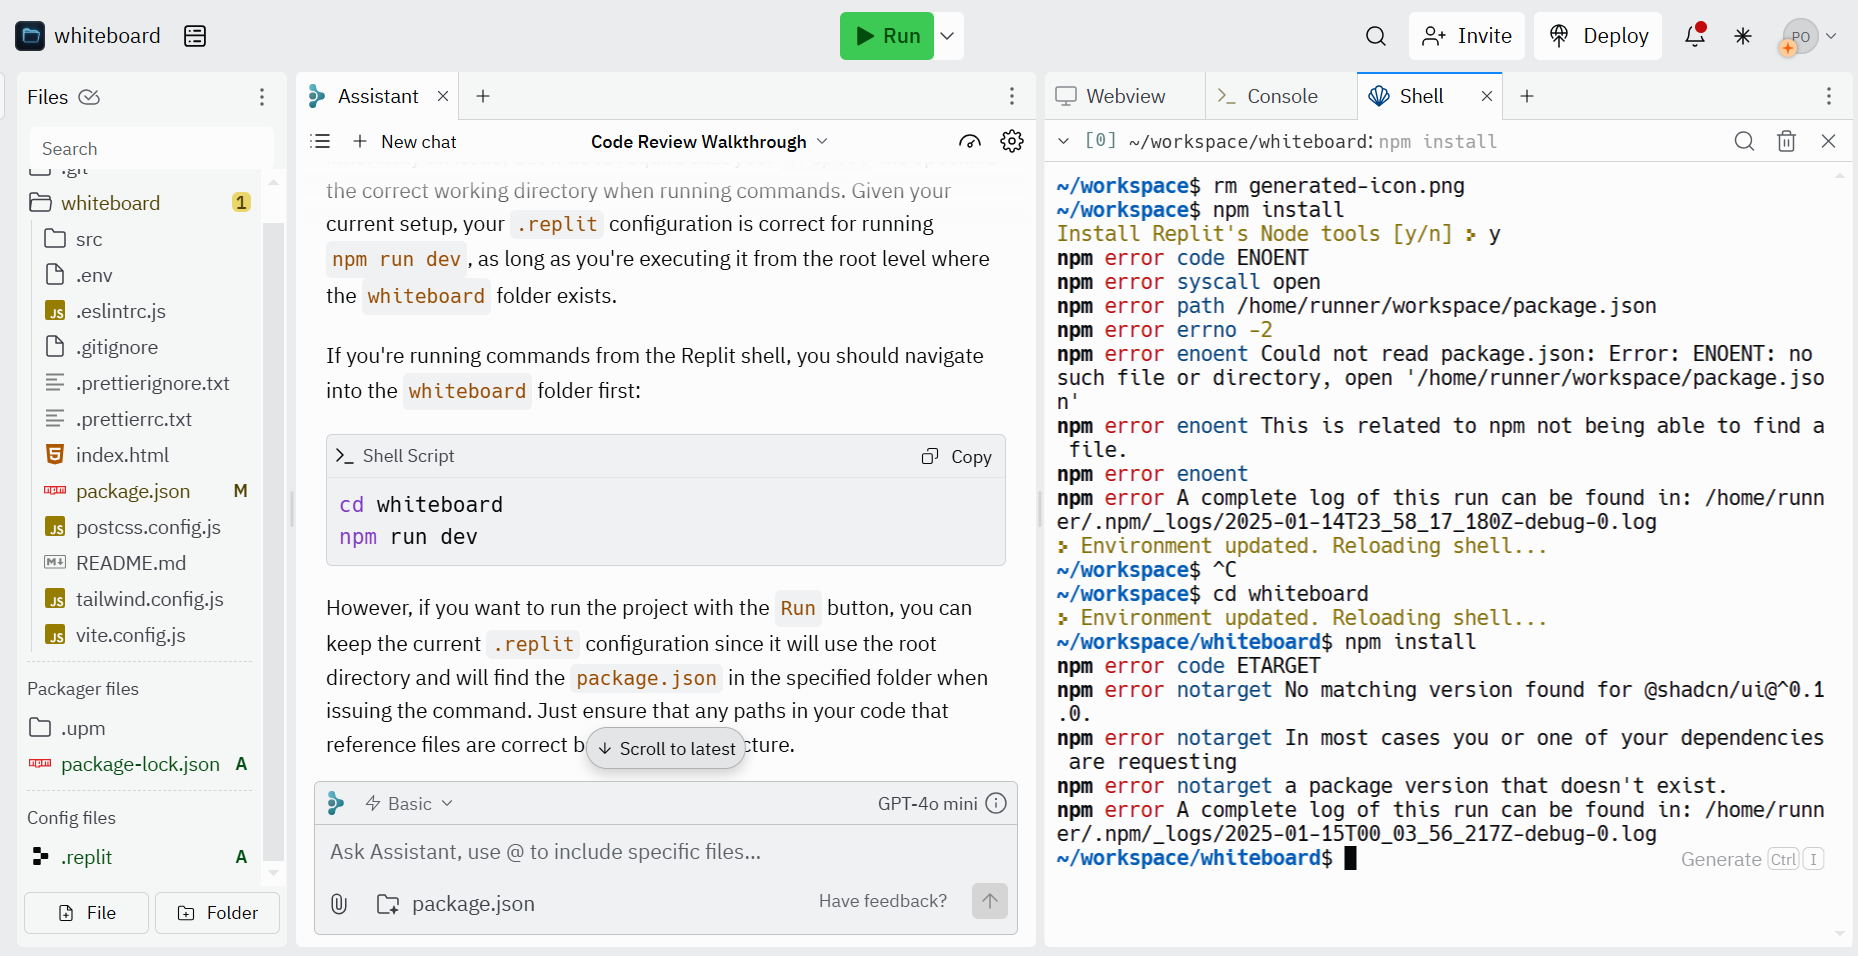 whiteboard
Run
Invite
Deploy
PO
Files
Search
.git
whiteboard 1
src
.env
JS .eslintrc.js
.gitignore
.prettierignore.txt
.prettierrc.txt
5 index.html
npm package.json M
JS postcss.config.js
M README.md
JS tailwind.config.js
JS vite.config.js
Packager files
.upm
npm package-lock.json A
Config files
.replit A
File
Folder
Assistant
New chat
Code Review Walkthrough
the correct working directory when running commands. Given your
current setup, your .replit configuration is correct for running
npm run dev , as long as you're executing it from the root level where
the whiteboard folder exists.
If you're running commands from the Replit shell, you should navigate
into the whiteboard folder first:
Shell Script
Copy
cd whiteboard
npm run dev
However, if you want to run the project with the Run button, you can
keep the current .replit configuration since it will use the root
directory and will find the package.json in the specified folder when
issuing the command. Just ensure that any paths in your code that
reference files are correct b
Scroll to latest
cture.
Basic
GPT-4o mini
Ask Assistant, use @ to include specific files...
package.json
Have feedback?
Webview
Console
Shell
[0] ~/workspace/whiteboard: npm install
~/workspace$ rm generated-icon.png
~/workspace$ npm install
Install Replit's Node tools [y/n] : y
npm error code ENOENT
npm error syscall open
npm error path /home/runner/workspace/package.json
npm error errno -2
npm error enoent Could not read package.json: Error: ENOENT: no
such file or directory, open '/home/runner/workspace/package.jso
n'
npm error enoent This is related to npm not being able to find a
file.
npm error enoent
npm error A complete log of this run can be found in: /home/runn
er/.npm/_logs/2025-01-14T23_58_17_180Z-debug-0.log
Environment updated. Reloading shell...
~/workspace$ ^C
~/workspace$ cd whiteboard
Environment updated. Reloading shell...
~/workspace/whiteboard$ npm install
npm error code ETARGET
npm error notarget No matching version found for @shadcn/ui@^0.1
.0.
npm error notarget In most cases you or one of your dependencies
are requesting
npm error notarget a package version that doesn't exist.
npm error A complete log of this run can be found in: /home/runn
er/.npm/_logs/2025-01-15T00_03_56_217Z-debug-0.log
~/workspace/whiteboard$
Generate Ctrl I